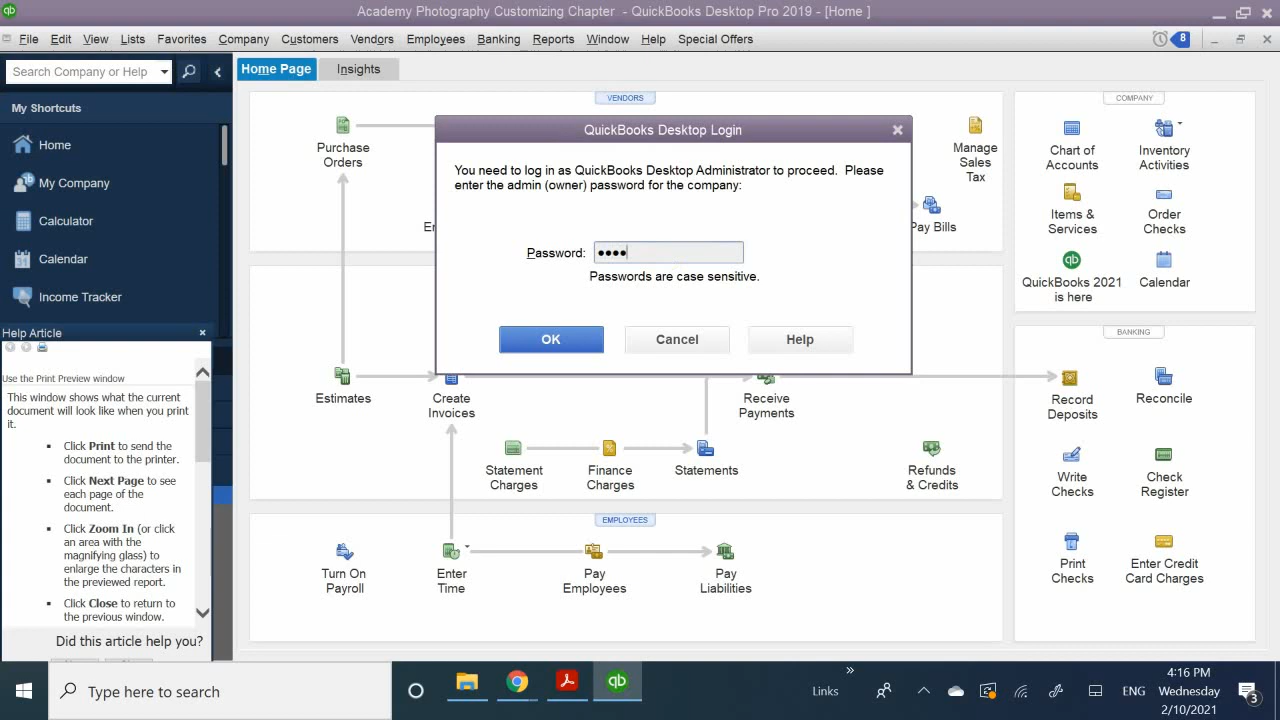 Academy Photography Customizing Chapter - QuickBooks Desktop Pro 2019 - [Home ]
File Edit View Lists Favorites Company Customers Vendors Employees Banking Reports Window Help Special Offers
8
Search Company or Help
Home Page Insights
My Shortcuts
Home
My Company
Calculator
Calendar
Income Tracker
Help Article
Use the Print Preview window
This window shows what the current
document will look like when you print
it.
Click Print to send the
document to the printer.
Click Next Page to see
each page of the
document.
Click Zoom In (or click
an area with the
magnifying glass) to
enlarge the characters in
the previewed report.
Click Close to return to
the previous window.
Did this article help you?
VENDORS
Purchase
Orders
Manage
Sales
Tax
Pay Bills
QuickBooks Desktop Login
You need to log in as QuickBooks Desktop Administrator to proceed. Please
enter the admin (owner) password for the company:
Password: ••••
Passwords are case sensitive.
OK Cancel Help
Estimates
Create
Invoices
Receive
Payments
Statement
Charges
Finance
Charges
Statements
Refunds
& Credits
EMPLOYEES
Turn On
Payroll
Enter
Time
Pay
Employees
Pay
Liabilities
COMPANY
Chart of
Accounts
Inventory
Activities
Items &
Services
Order
Checks
qb
QuickBooks 2021
is here
Calendar
BANKING
Record
Deposits
Reconcile
Write
Checks
Check
Register
Print
Checks
Enter Credit
Card Charges
Type here to search
qb
Links
ENG
4:16 PM
Wednesday
2/10/2021
3